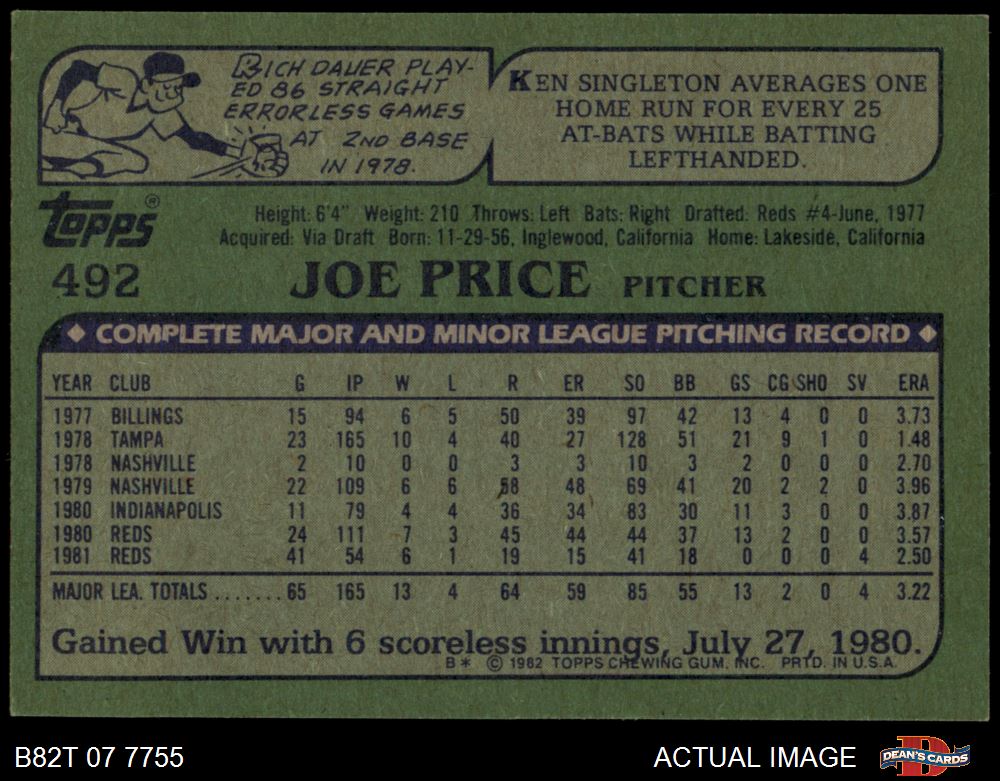 RICH DAUER PLAY-
ED 86 STRAIGHT
ERRORLESS GAMES
AT 2ND BASE
IN 1978.
KEN SINGLETON AVERAGES ONE
HOME RUN FOR EVERY 25
AT-BATS WHILE BATTING
LEFTHANDED.
Topps®
Height: 6'4" Weight: 210 Throws: Left Bats: Right Drafted: Reds #4-June, 1977
Acquired: Via Draft Born: 11-29-56, Inglewood, California Home: Lakeside, California
492 JOE PRICE PITCHER
COMPLETE MAJOR AND MINOR LEAGUE PITCHING RECORD
YEAR CLUB G IP W L R ER SO BB GS CG SHO SV ERA
1977 BILLINGS 15 94 6 5 50 39 97 42 13 4 0 0 3.73
1978 TAMPA 23 165 10 4 40 27 128 51 21 9 1 0 1.48
1978 NASHVILLE 2 10 0 0 3 3 10 3 2 0 0 0 2.70
1979 NASHVILLE 22 109 6 6 58 48 69 41 20 2 2 0 3.96
1980 INDIANAPOLIS 11 79 4 4 36 34 83 30 11 3 0 0 3.87
1980 REDS 24 111 7 3 45 44 44 37 13 2 0 0 3.57
1981 REDS 41 54 6 1 19 15 41 18 0 0 0 4 2.50
MAJOR LEA. TOTALS ....... 65 165 13 4 64 59 85 55 13 2 0 4 3.22
Gained Win with 6 scoreless innings, July 27, 1980.
B* © 1982 TOPPS CHEWING GUM, INC. PRTD. IN U.S.A.
B82T 07 7755 ACTUAL IMAGE DEAN'S CARDS